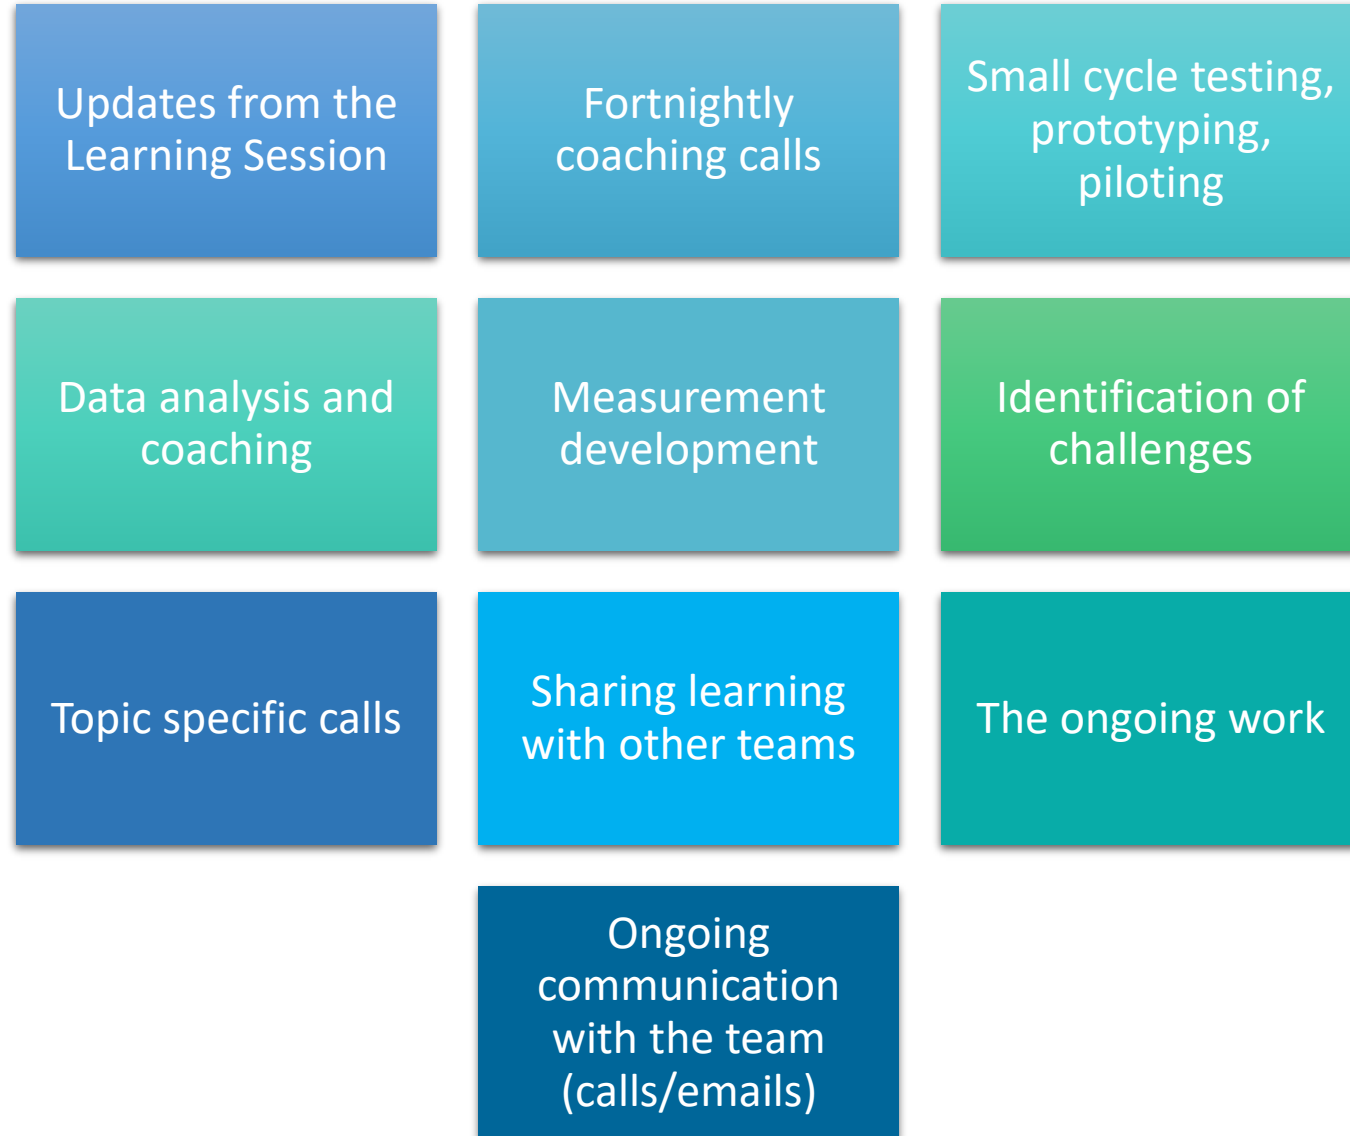 Updates from the
Learning Session
Fortnightly
coaching calls
Small cycle testing,
prototyping,
piloting
Data analysis and
coaching
Measurement
development
Identification of
challenges
Topic specific calls
Sharing learning
with other teams
The ongoing work
Ongoing
communication
with the team
(calls/emails)